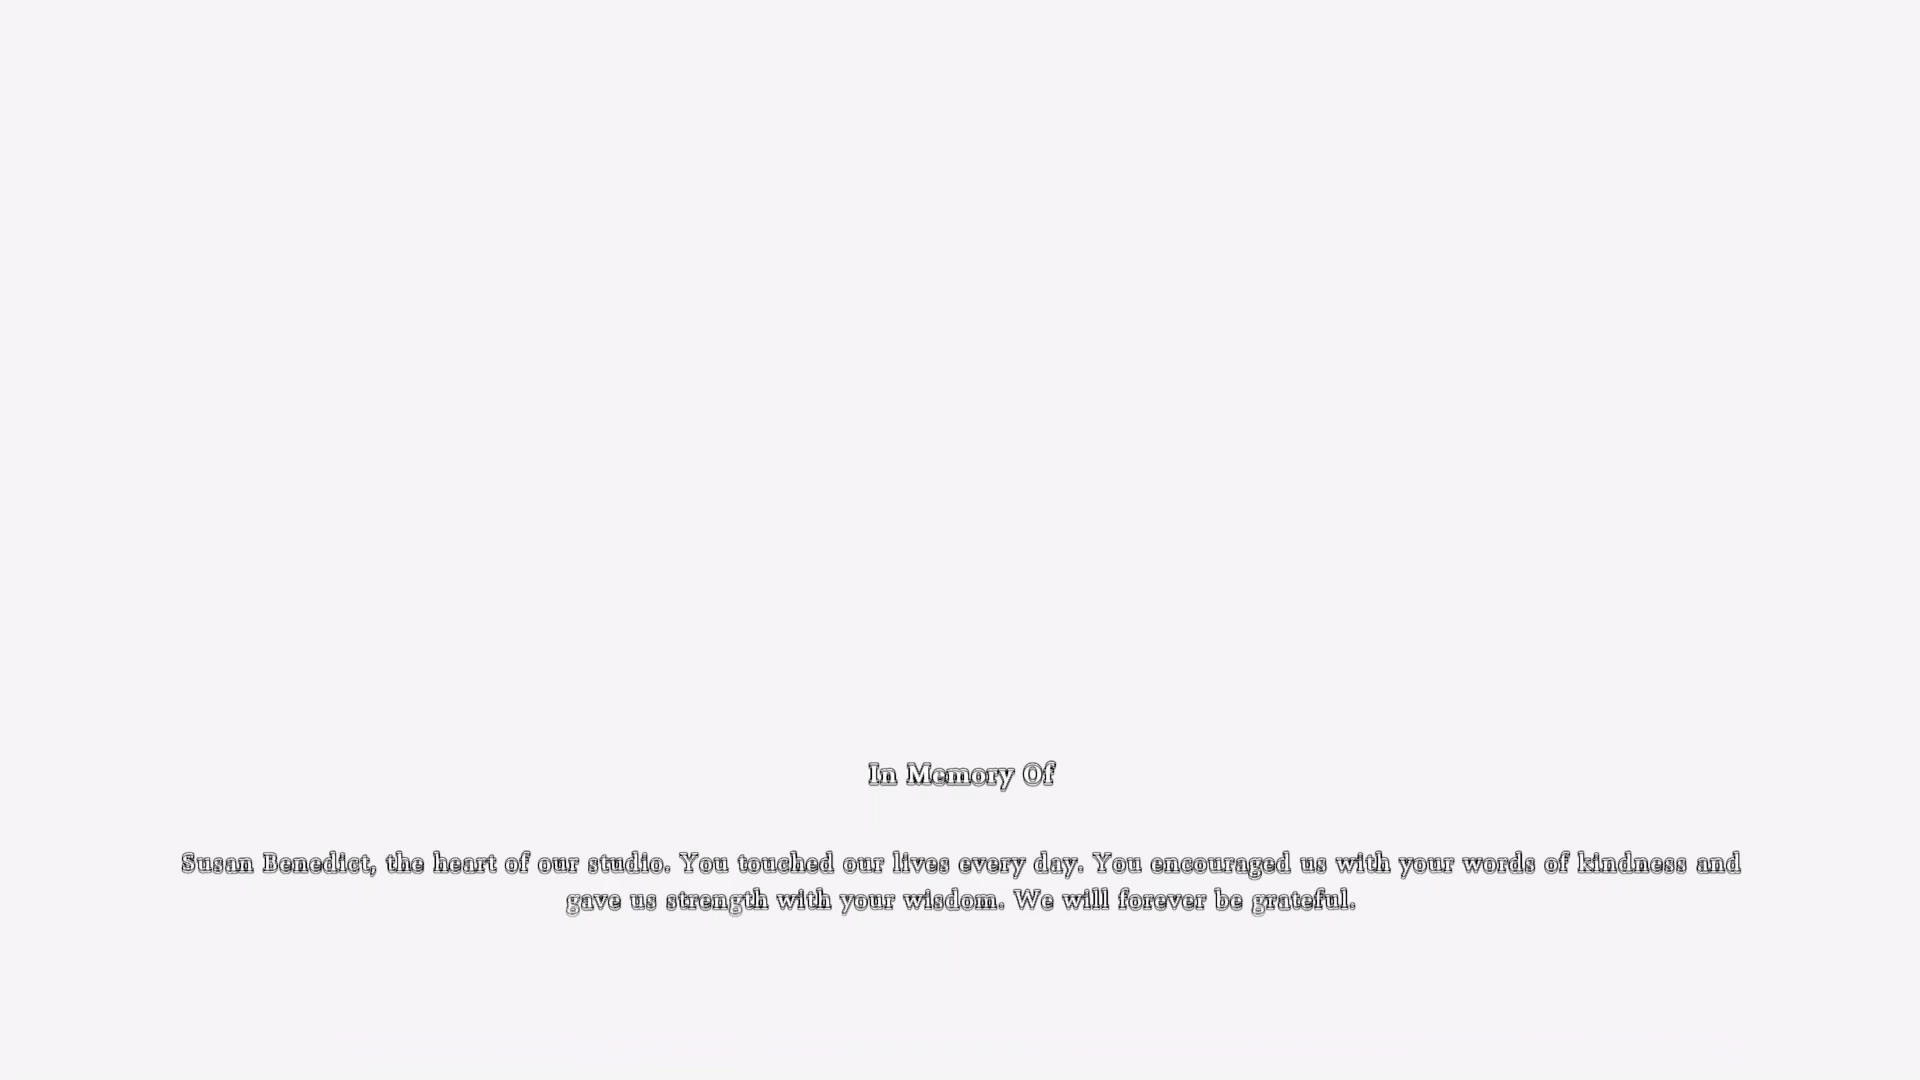 In Memory Of
Susan Benedict, the heart of our studio. You touched our lives every day. You encouraged us with your words of kindness and
gave us strength with your wisdom. We will forever be grateful.